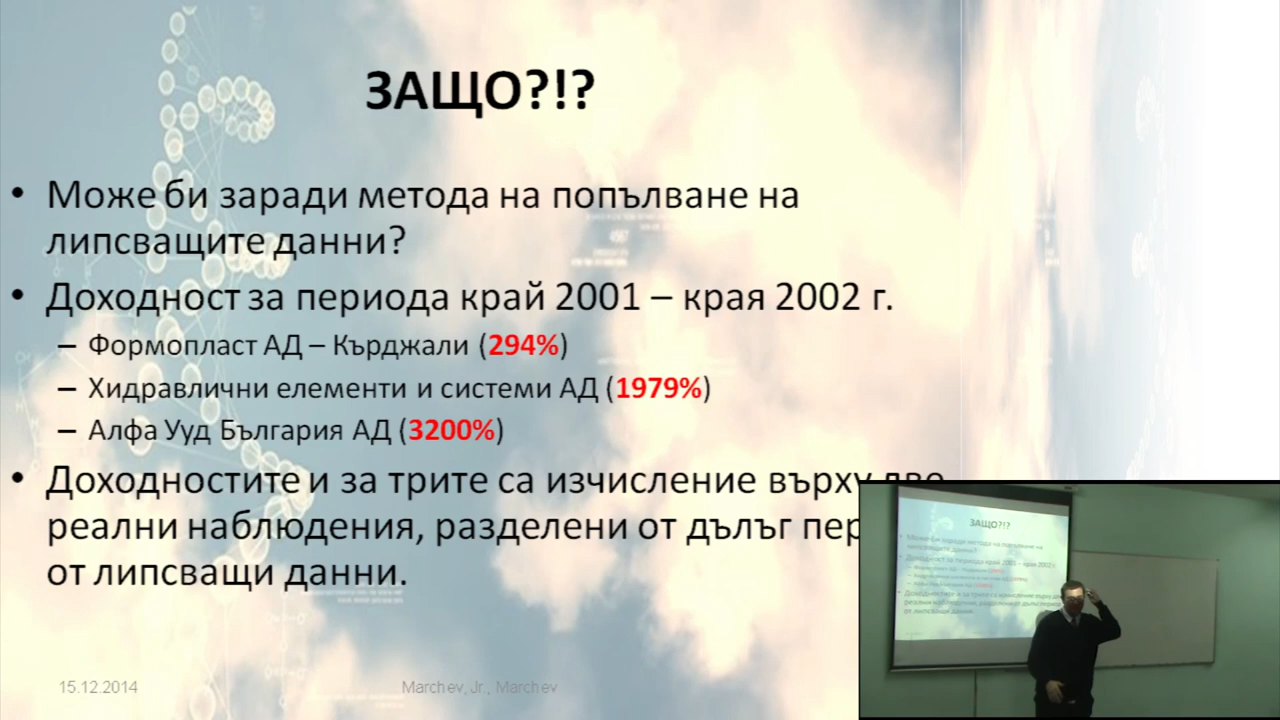 ЗАЩО?!?
• Може би заради метода на попълване на
липсващите данни?
• Доходност за периода край 2001 – края 2002 г.
– Формопласт АД – Кърджали (294%)
– Хидравлични елементи и системи АД (1979%)
– Алфа Ууд България АД (3200%)
• Доходностите и за трите са изчисление върху две
реални наблюдения, разделени от дълъг пер
от липсващи данни.
15.12.2014
Marchev, Jr., Marchev
ЗАЩО?!?